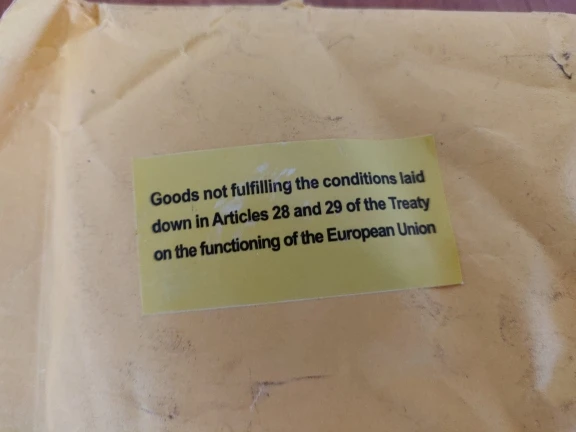 Goods not fulfilling the conditions laid
down in Articles 28 and 29 of the Treaty
on the functioning of the European Union